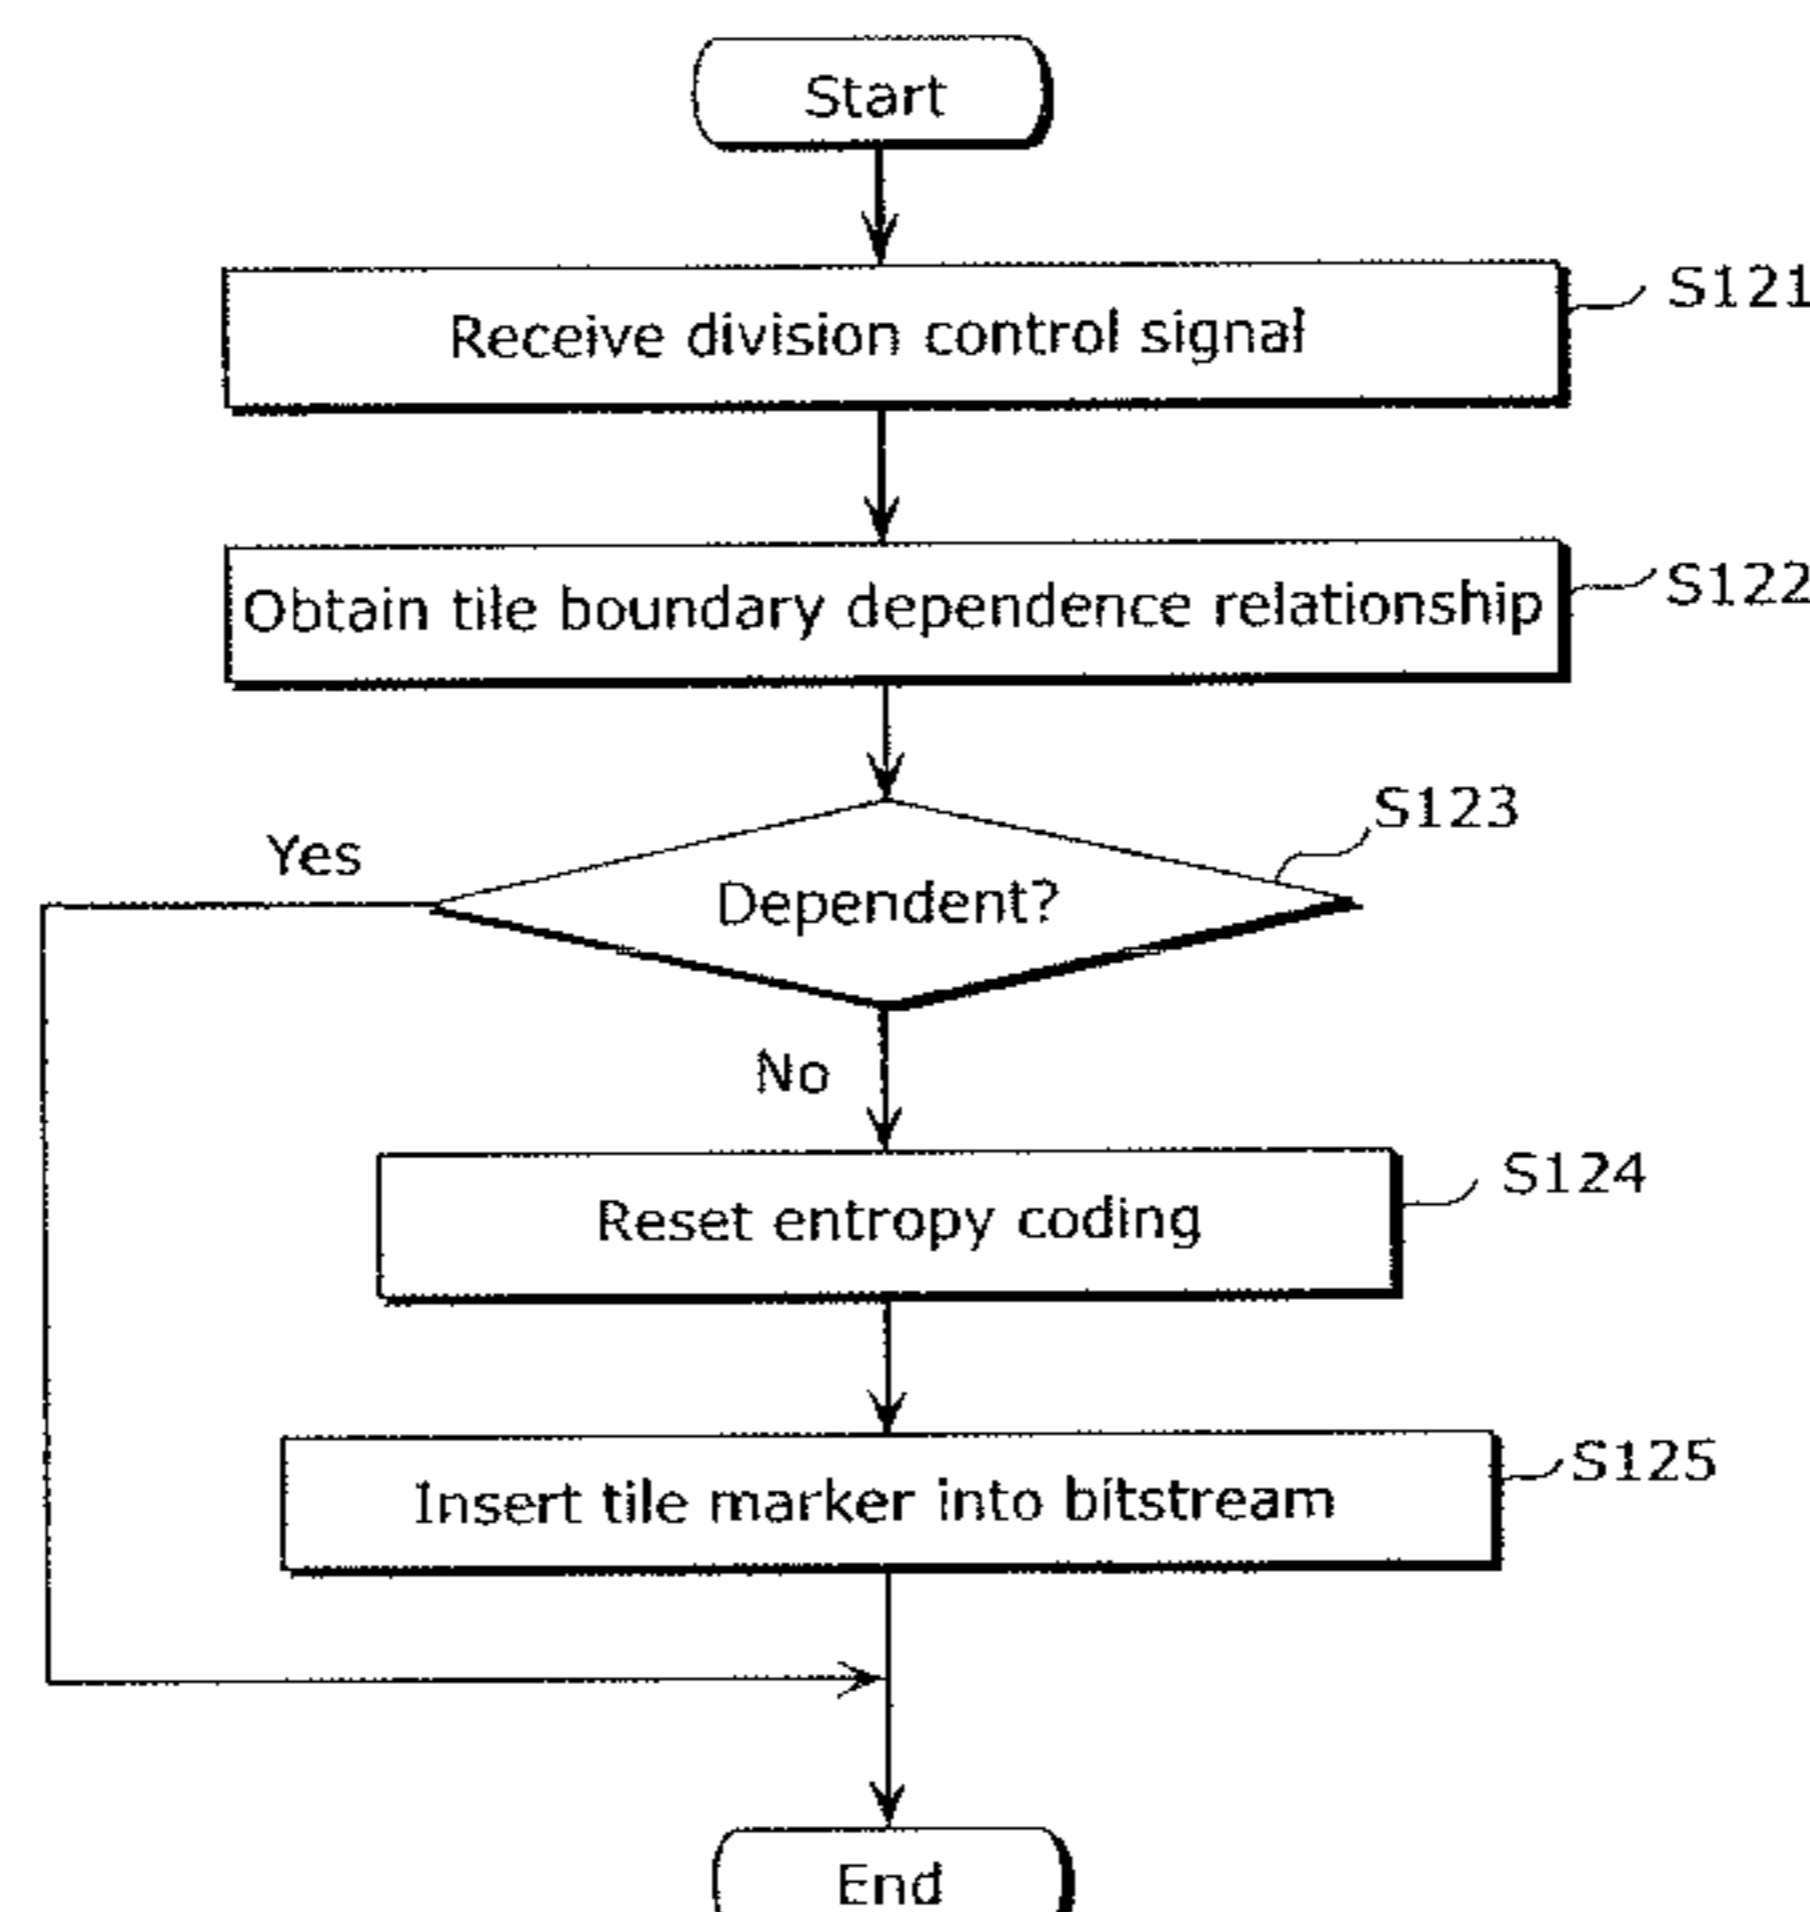 Start
Receive division control signal
S121
Obtain tile boundary dependence relationship
S122
Dependent?
S123
Yes
No
Reset entropy coding
S124
Insert tile marker into bitstream
S125
End